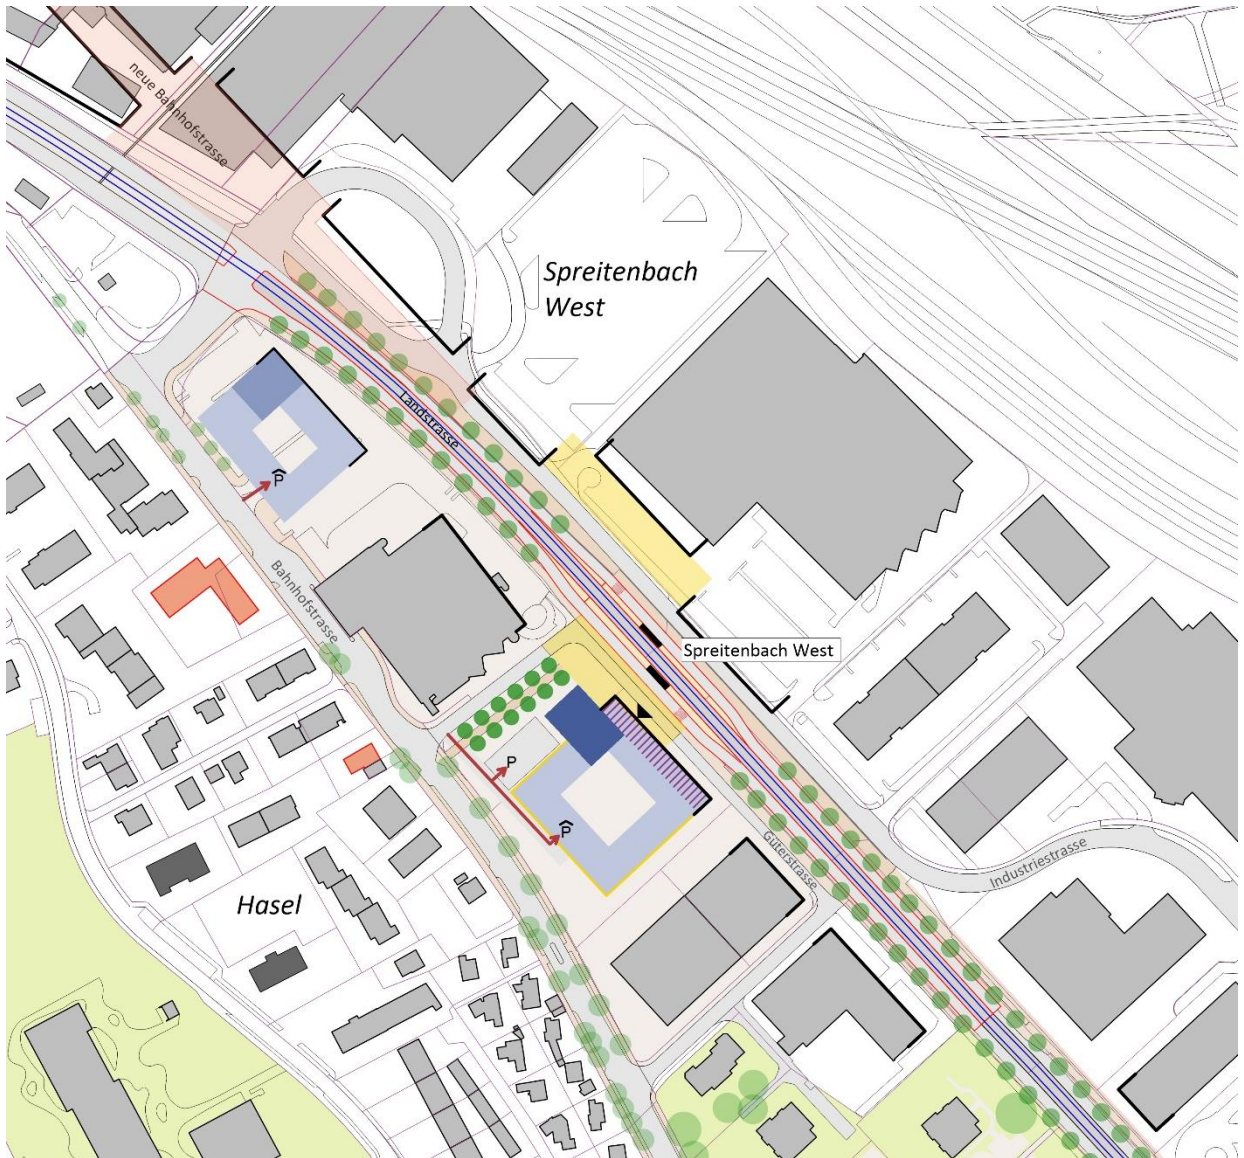 neue Bahnhofstrasse
Spreitenbach
West
Landstrasse
P
Bahnhofstrasse
Spreitenbach West
P
P
Güterstrasse
Industriestrasse
Hasel